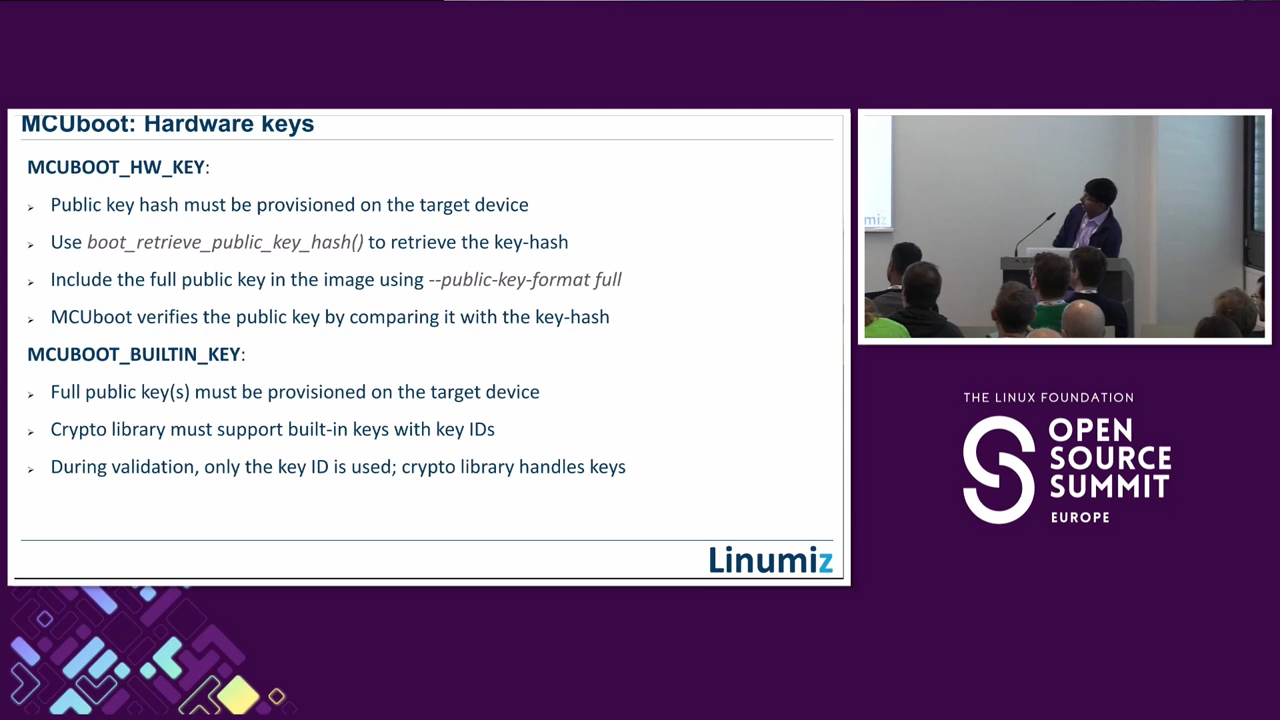 MCUboot: Hardware keys
MCUBOOT_HW_KEY:
Public key hash must be provisioned on the target device
Use boot_retrieve_public_key_hash() to retrieve the key-hash
Include the full public key in the image using --public-key-format full
MCUboot verifies the public key by comparing it with the key-hash
MCUBOOT_BUILTIN_KEY:
Full public key(s) must be provisioned on the target device
Crypto library must support built-in keys with key IDs
During validation, only the key ID is used; crypto library handles keys
Linumiz
miz
THE LINUX FOUNDATION
OPEN
SOURCE
SUMMIT
EUROPE